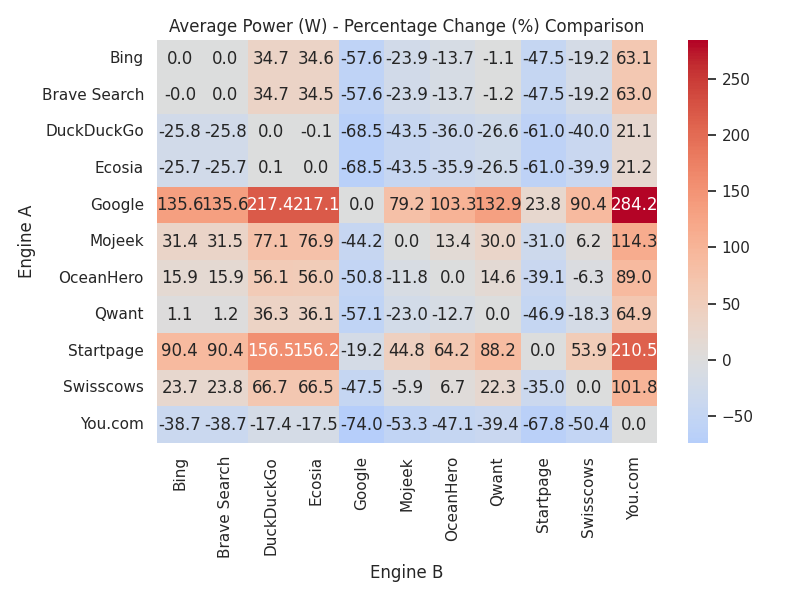 Average Power (W) - Percentage Change (%) Comparison
Bing 0.0 0.0 34.7 34.6 -57.6 -23.9 -13.7 -1.1 -47.5 -19.2 63.1
Brave Search -0.0 0.0 34.7 34.5 -57.6 -23.9 -13.7 -1.2 -47.5 -19.2 63.0
DuckDuckGo -25.8 -25.8 0.0 -0.1 -68.5 -43.5 -36.0 -26.6 -61.0 -40.0 21.1
Ecosia -25.7 -25.7 0.1 0.0 -68.5 -43.5 -35.9 -26.5 -61.0 -39.9 21.2
Google 135.6 135.6 217.4 217.1 0.0 79.2 103.3 132.9 23.8 90.4 284.2
Mojeek 31.4 31.5 77.1 76.9 -44.2 0.0 13.4 30.0 -31.0 6.2 114.3
OceanHero 15.9 15.9 56.1 56.0 -50.8 -11.8 0.0 14.6 -39.1 -6.3 89.0
Qwant 1.1 1.2 36.3 36.1 -57.1 -23.0 -12.7 0.0 -46.9 -18.3 64.9
Startpage 90.4 90.4 156.5 156.2 -19.2 44.8 64.2 88.2 0.0 53.9 210.5
Swisscows 23.7 23.8 66.7 66.5 -47.5 -5.9 6.7 22.3 -35.0 0.0 101.8
You.com -38.7 -38.7 -17.4 -17.5 -74.0 -53.3 -47.1 -39.4 -67.8 -50.4 0.0
Engine A
Bing
Brave Search
DuckDuckGo
Ecosia
Google
Mojeek
OceanHero
Qwant
Startpage
Swisscows
You.com
Engine B
250
200
150
100
50
0
−50